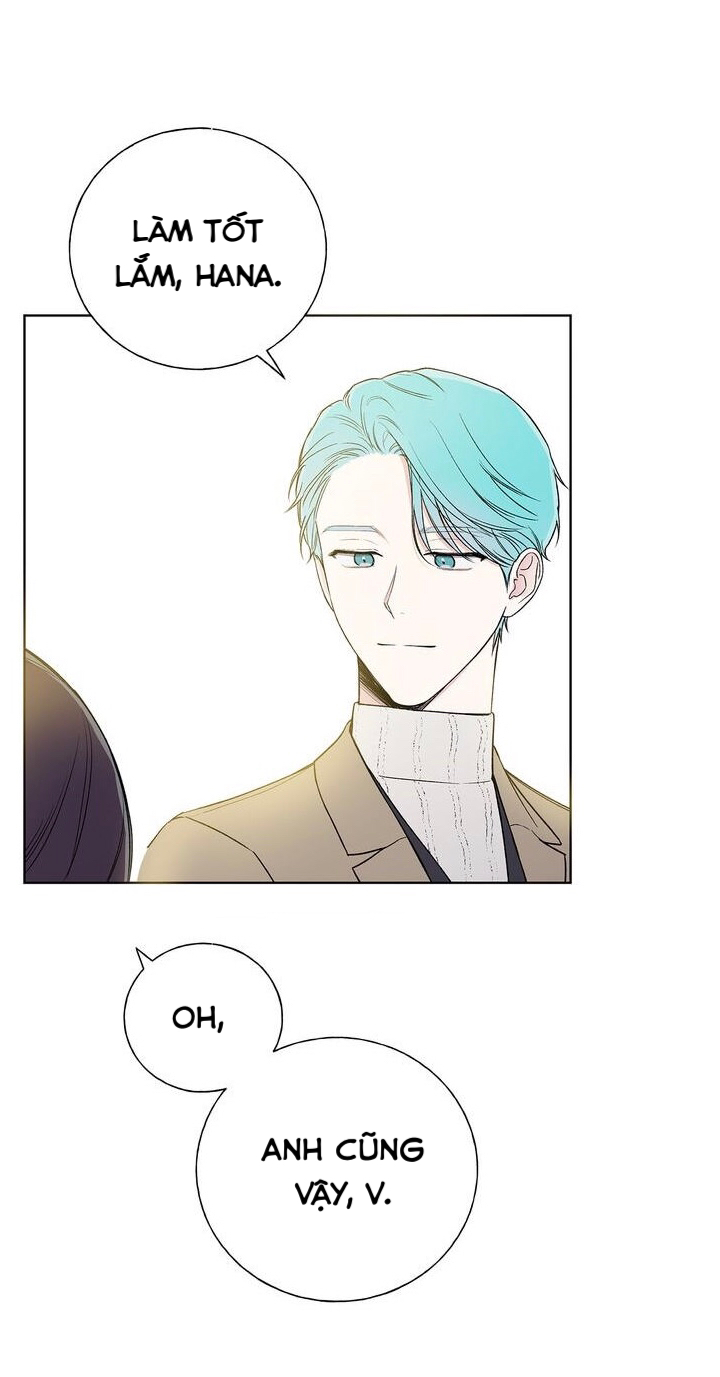 LÀM TỐT
LẮM, HANA.
OH,
ANH CŨNG
VẬY, V.